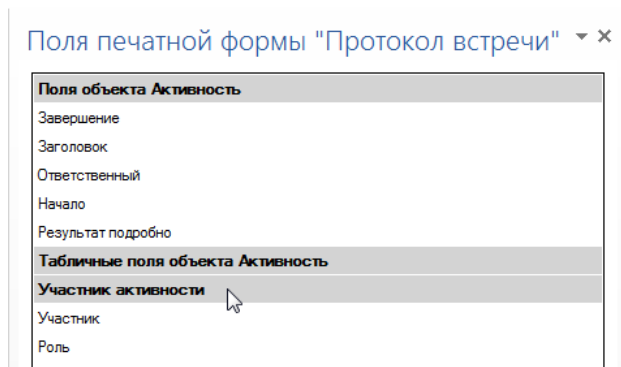 Поля печатной формы "Протокол встречи"
Поля объекта Активность
Завершение
Заголовок
Ответственный
Начало
Результат подробно
Табличные поля объекта Активность
Участник активности
Участник
Роль